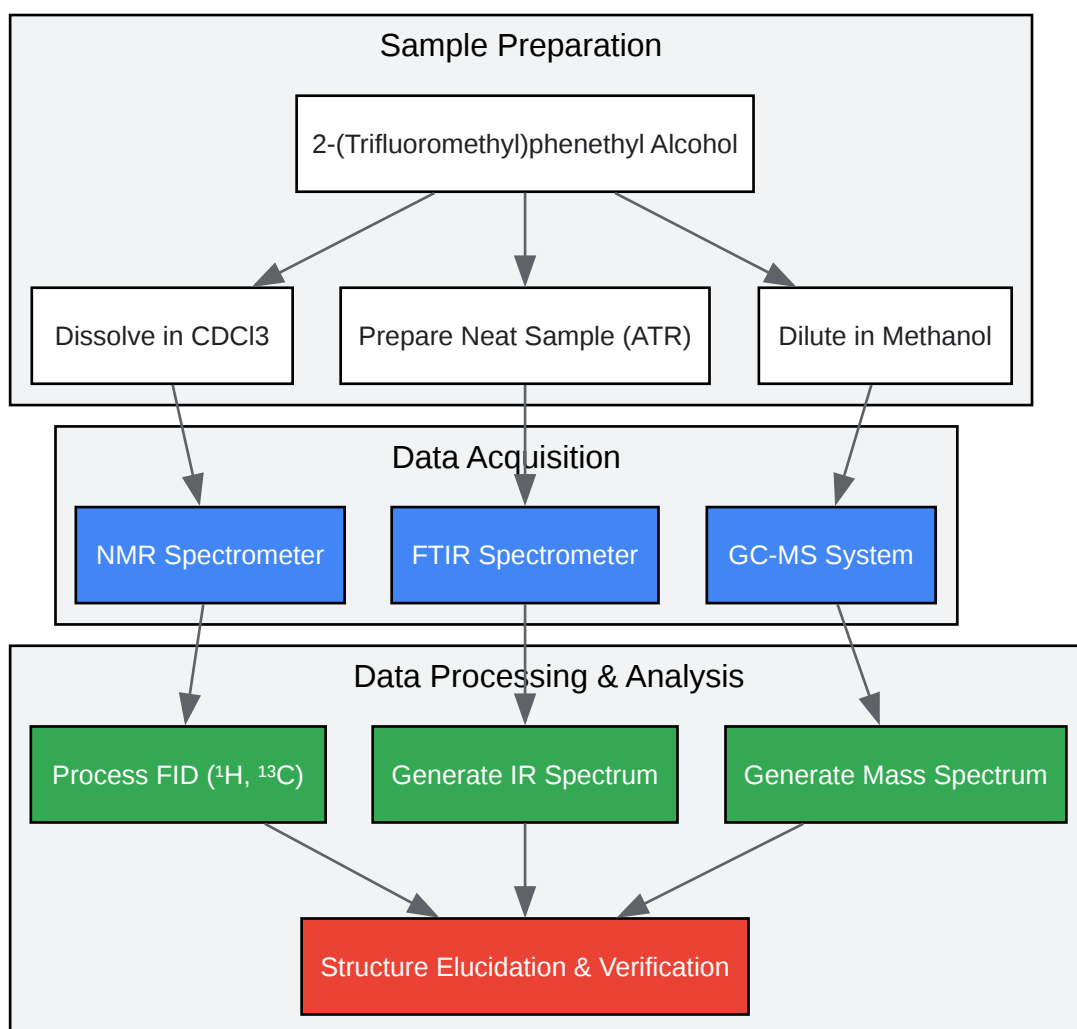 Sample Preparation
2-(Trifluoromethyl)phenethyl Alcohol
Dissolve in CDCl3
Prepare Neat Sample (ATR)
Dilute in Methanol
Data Acquisition
NMR Spectrometer
FTIR Spectrometer
GC-MS System
Data Processing & Analysis
Process FID (¹H, ¹³C)
Generate IR Spectrum
Generate Mass Spectrum
Structure Elucidation & Verification